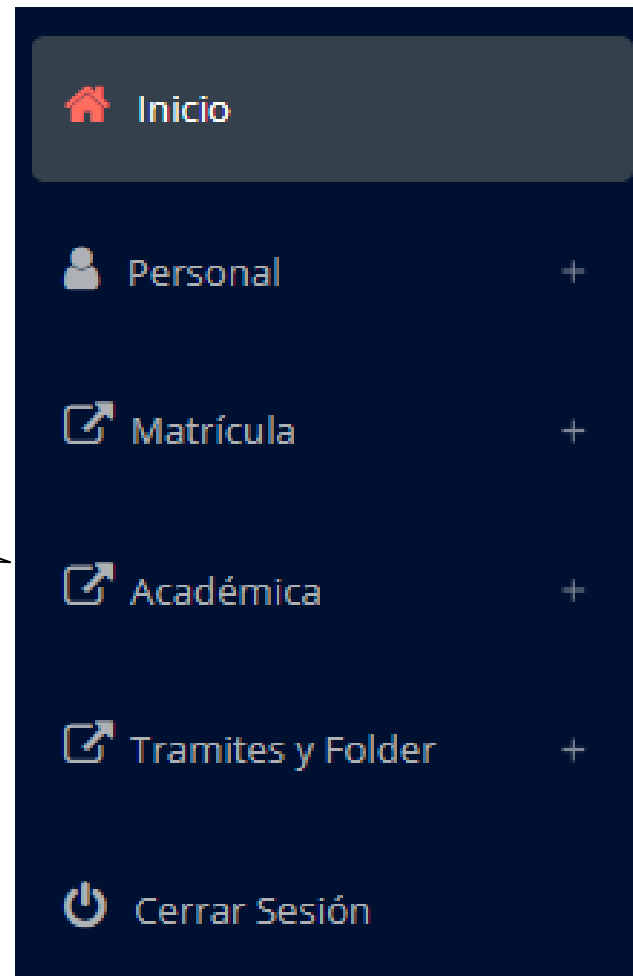 Inicio
Personal +
Matrícula +
Académica +
Tramites y Folder +
Cerrar Sesión